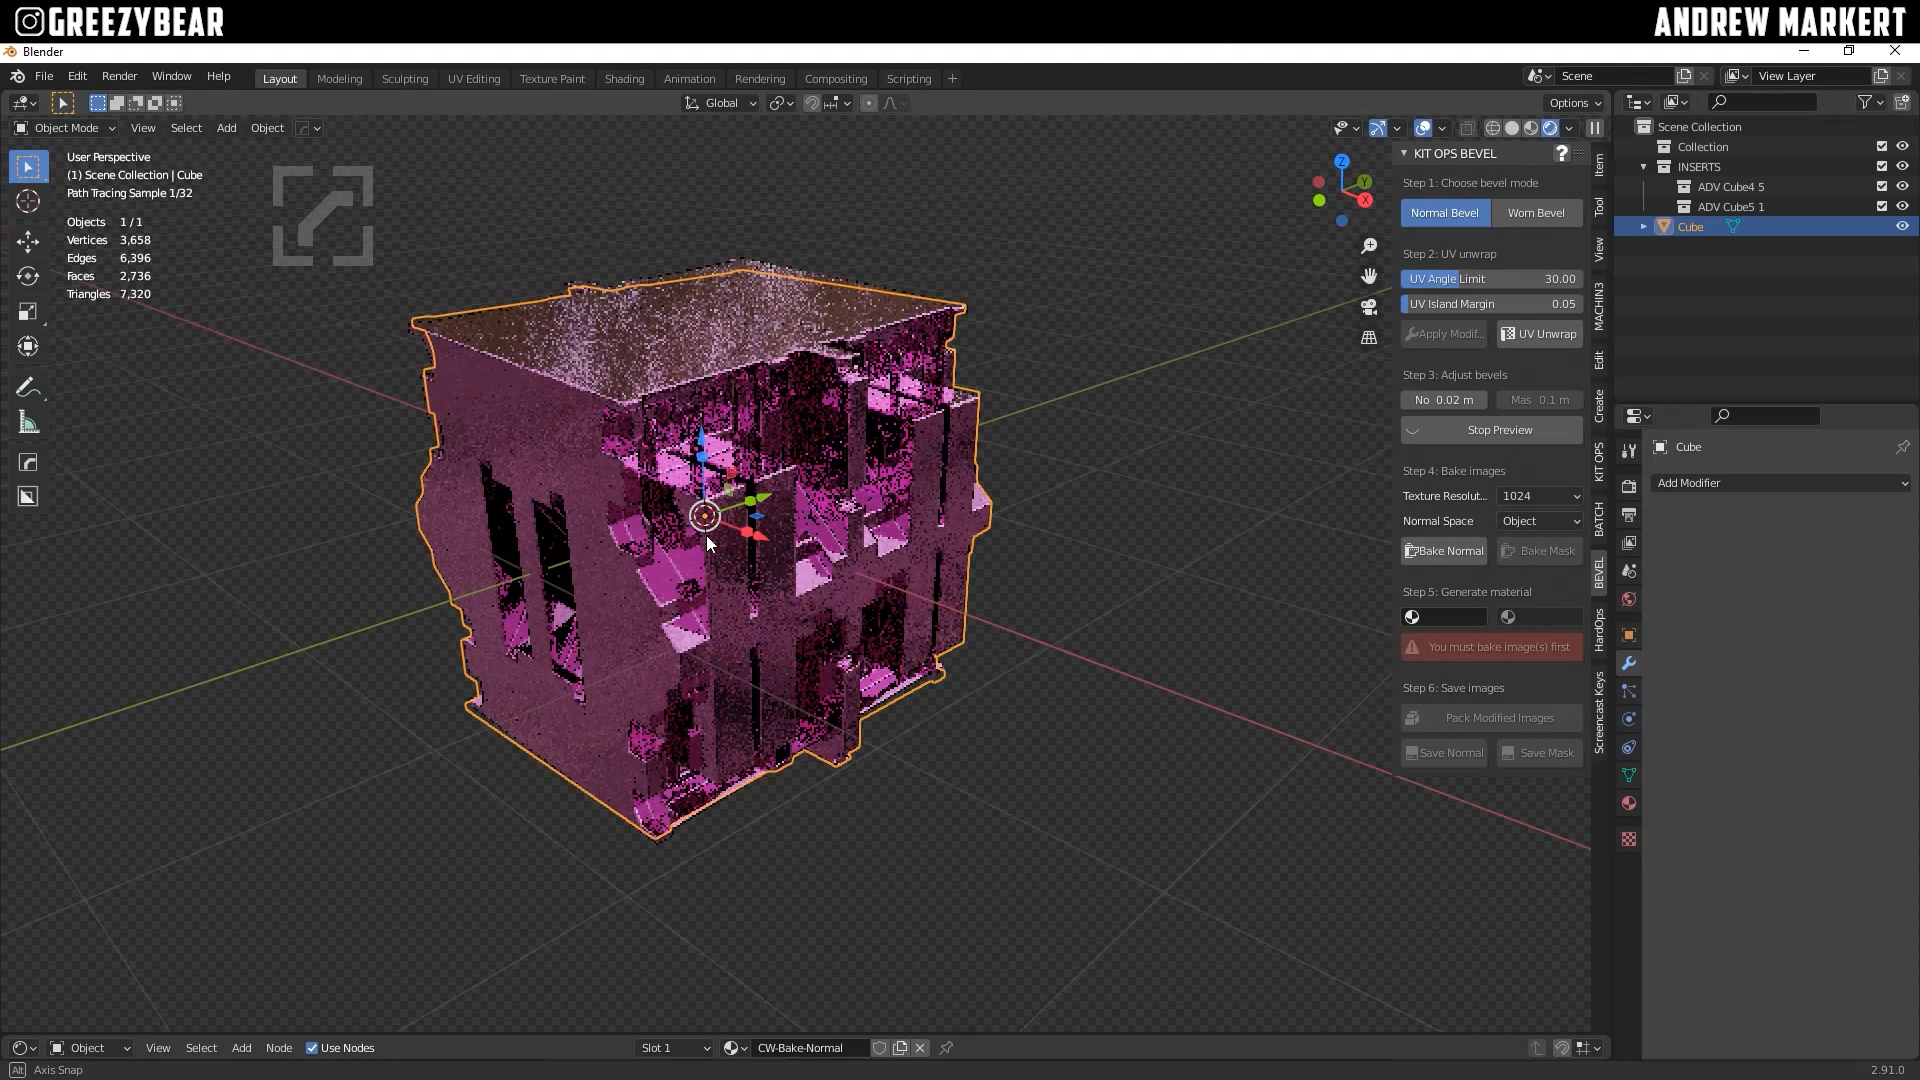 GREEZYBEAR
ANDREW MARKERT
Blender
File Edit Render Window Help
Layout Modeling Sculpting UV Editing Texture Paint Shading Animation Rendering Compositing Scripting
Scene
View Layer
Global
Options
Object Mode View Select Add Object
User Perspective
(1) Scene Collection | Cube
Path Tracing Sample 1/32
Objects 1 / 1
Vertices 3,658
Edges 6,396
Faces 2,736
Triangles 7,320
Z
Y
X
KIT OPS BEVEL
?
Step 1: Choose bevel mode
Normal Bevel Worn Bevel
Step 2: UV unwrap
UV Angle Limit 30.00
UV Island Margin 0.05
Apply Modif... UV Unwrap
Step 3: Adjust bevels
No 0.02 m Mas 0.1 m
Stop Preview
Step 4: Bake images
Texture Resolut... 1024
Normal Space Object
Bake Normal Bake Mask
Step 5: Generate material
You must bake image(s) first
Step 6: Save images
Pack Modified Images
Save Normal Save Mask
Item
Tool
View
MACHIN3
Edit
Create
KIT OPS
BATCH
BEVEL
HardOps
Screencast Keys
Scene Collection
Collection
INSERTS
ADV Cube4 5
ADV Cube5 1
Cube
Cube
Add Modifier
Object View Select Add Node Use Nodes
Slot 1
CW-Bake-Normal
Alt Axis Snap
2.91.0